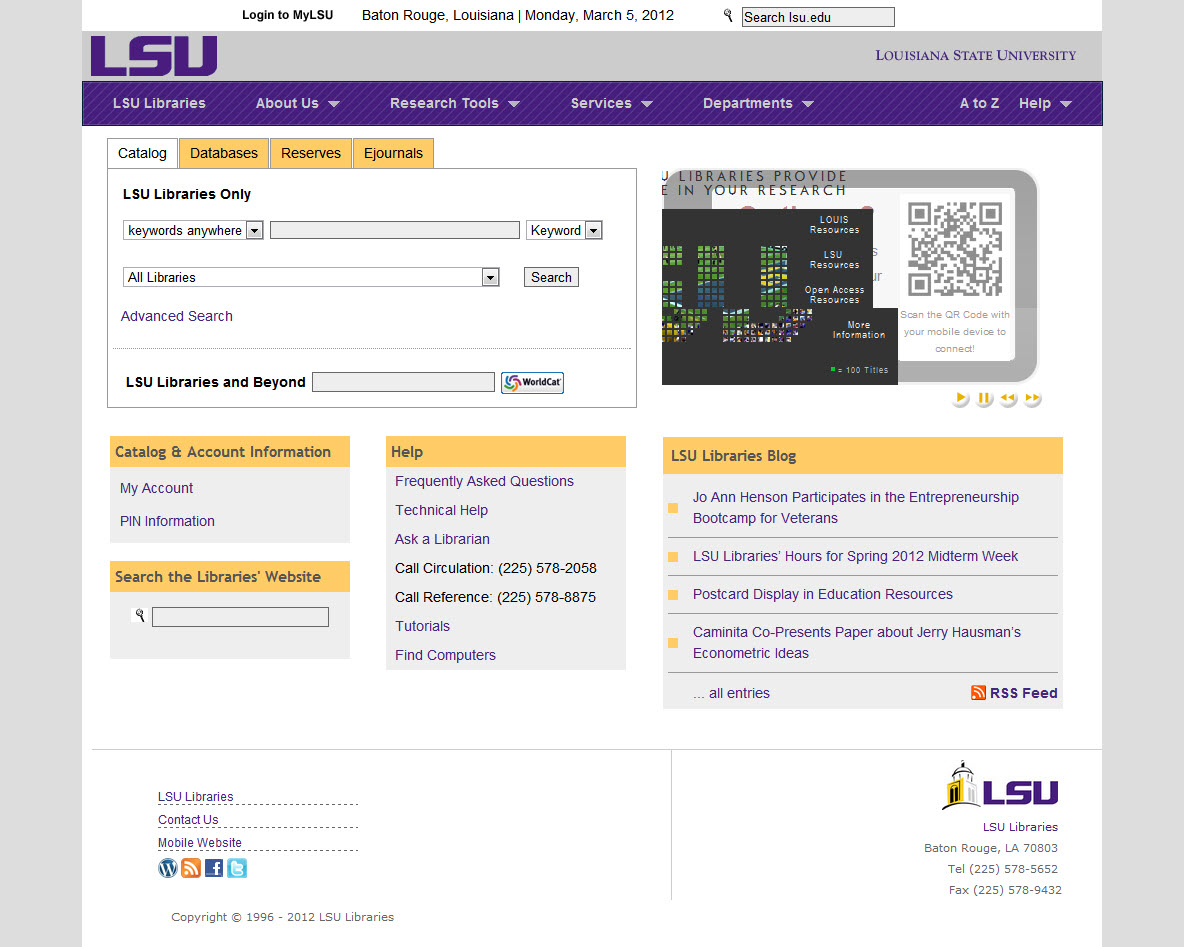 Login to MyLSU
Baton Rouge, Louisiana | Monday, March 5, 2012
Search lsu.edu
LSU
LOUISIANA STATE UNIVERSITY
LSU Libraries
About Us
Research Tools
Services
Departments
A to Z
Help
Catalog
Databases
Reserves
Ejournals
LSU Libraries Only
keywords anywhere
Keyword
All Libraries
Search
Advanced Search
LSU Libraries and Beyond
WorldCat
U LIBRARIES PROVIDE
E IN YOUR RESEARCH
LOUIS
Resources
LSU
Resources
Open Access
Resources
More
Information
= 100 Titles
Scan the QR Code with
your mobile device to
connect!
Catalog & Account Information
My Account
PIN Information
Search the Libraries' Website
Help
Frequently Asked Questions
Technical Help
Ask a Librarian
Call Circulation: (225) 578-2058
Call Reference: (225) 578-8875
Tutorials
Find Computers
LSU Libraries Blog
Jo Ann Henson Participates in the Entrepreneurship
Bootcamp for Veterans
LSU Libraries’ Hours for Spring 2012 Midterm Week
Postcard Display in Education Resources
Caminita Co-Presents Paper about Jerry Hausman’s
Econometric Ideas
... all entries
RSS Feed
LSU Libraries
Contact Us
Mobile Website
Copyright © 1996 - 2012 LSU Libraries
LSU
LSU Libraries
Baton Rouge, LA 70803
Tel (225) 578-5652
Fax (225) 578-9432